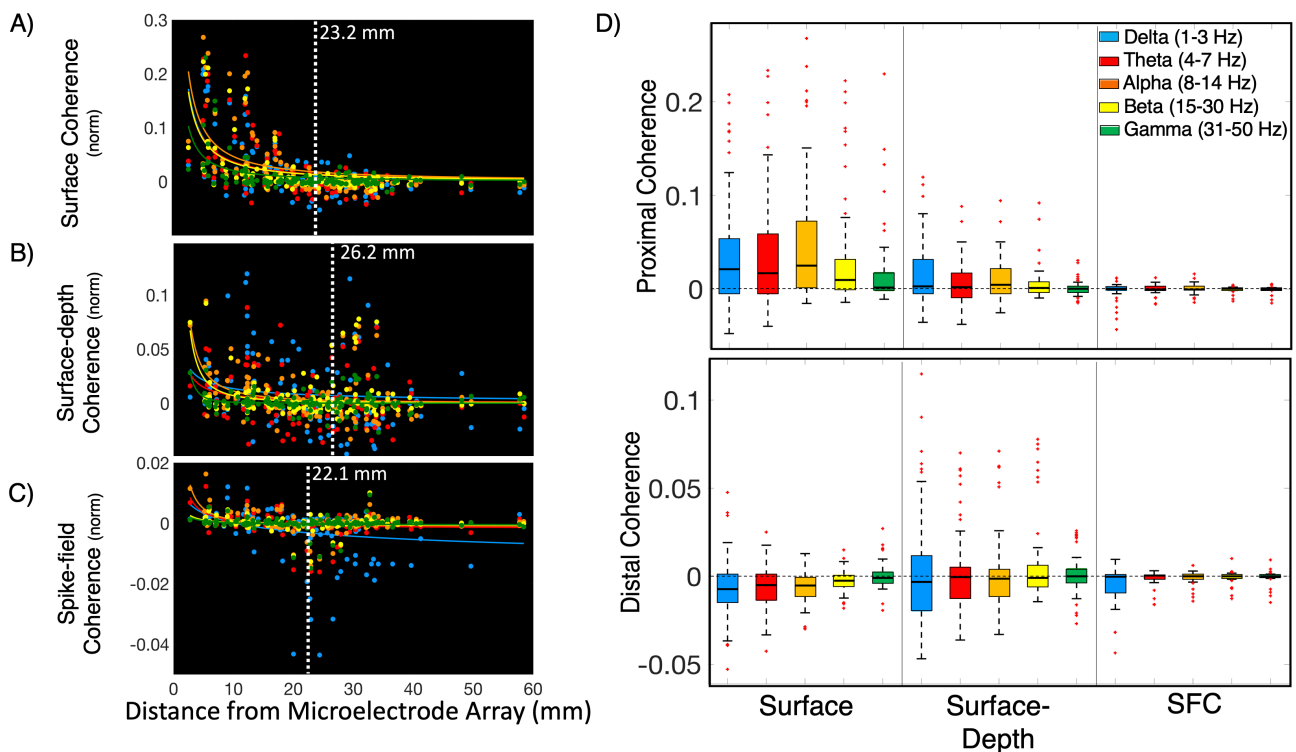 A)
Surface Coherence
(norm)
0.3
0.2
0.1
0
23.2 mm
B)
Surface-depth
Coherence (norm)
0.1
0.05
0
26.2 mm
C)
Spike-field
Coherence (norm)
0.02
0
-0.02
-0.04
22.1 mm
0 10 20 30 40 50 60
Distance from Microelectrode Array (mm)
D)
Proximal Coherence
0.2
0.1
0
Delta (1-3 Hz)
Theta (4-7 Hz)
Alpha (8-14 Hz)
Beta (15-30 Hz)
Gamma (31-50 Hz)
Distal Coherence
0.1
0.05
0
-0.05
Surface
Surface-
Depth
SFC